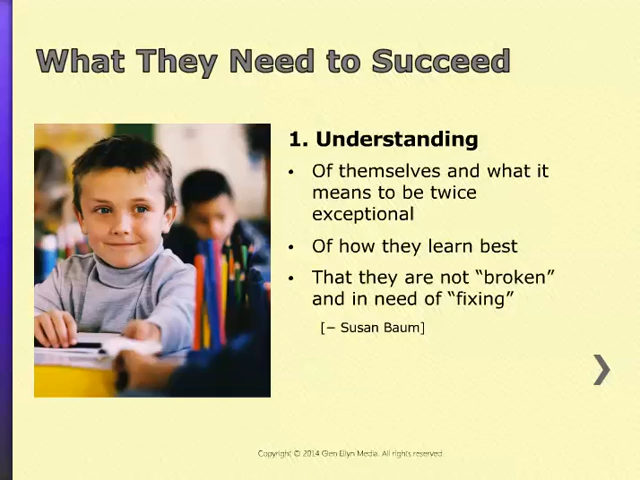 What They Need to Succeed
1. Understanding
• Of themselves and what it
means to be twice
exceptional
• Of how they learn best
• That they are not “broken”
and in need of “fixing”
[– Susan Baum]
Copyright © 2014 Glen Ellyn Media. All rights reserved.